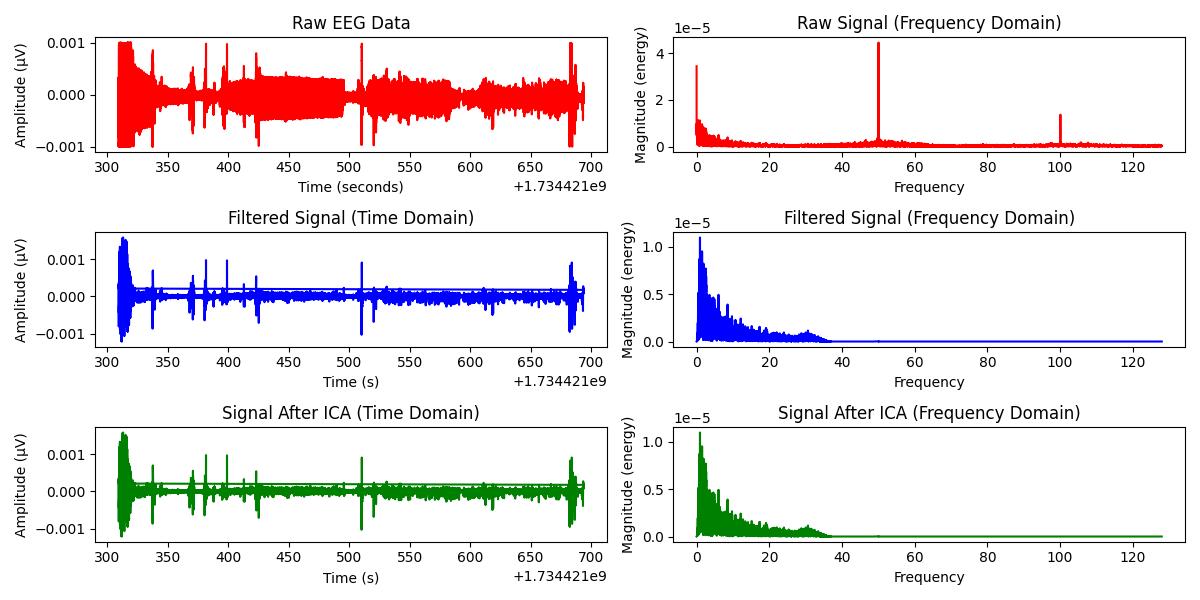 Raw EEG Data
Amplitude (μV)
0.001
0.000
−0.001
300 350 400 450 500 550 600 650 700
Time (seconds)
+1.734421e9
Raw Signal (Frequency Domain)
1e−5
Magnitude (energy)
4
2
0
0 20 40 60 80 100 120
Frequency
Filtered Signal (Time Domain)
Amplitude (μV)
0.001
0.000
−0.001
300 350 400 450 500 550 600 650 700
Time (s)
+1.734421e9
Filtered Signal (Frequency Domain)
1e−5
Magnitude (energy)
1.0
0.5
0.0
0 20 40 60 80 100 120
Frequency
Signal After ICA (Time Domain)
Amplitude (μV)
0.001
0.000
−0.001
300 350 400 450 500 550 600 650 700
Time (s)
+1.734421e9
Signal After ICA (Frequency Domain)
1e−5
Magnitude (energy)
1.0
0.5
0.0
0 20 40 60 80 100 120
Frequency